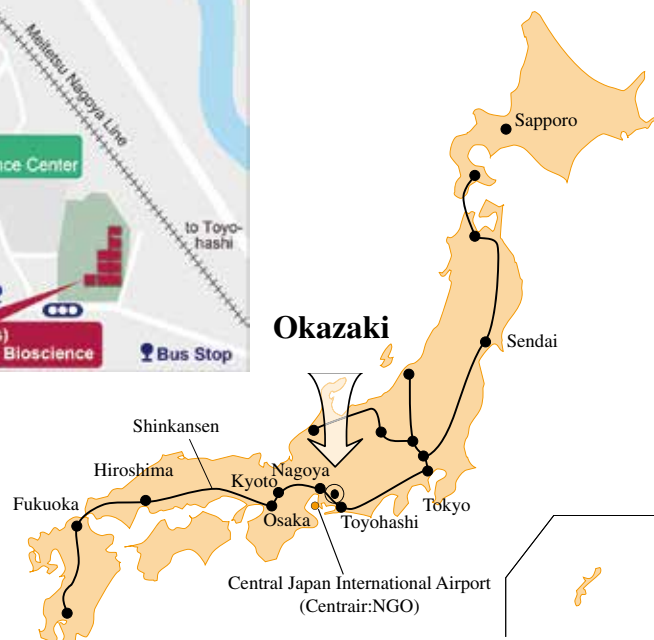 Meitetsu Nagoya Line
nce Center
to Toyo-
hashi
s)
Bioscience
Bus Stop
Sapporo
Okazaki
Sendai
Shinkansen
Hiroshima
Nagoya
Kyoto
Fukuoka
Osaka
Toyohashi
Tokyo
Central Japan International Airport
(Centrair:NGO)